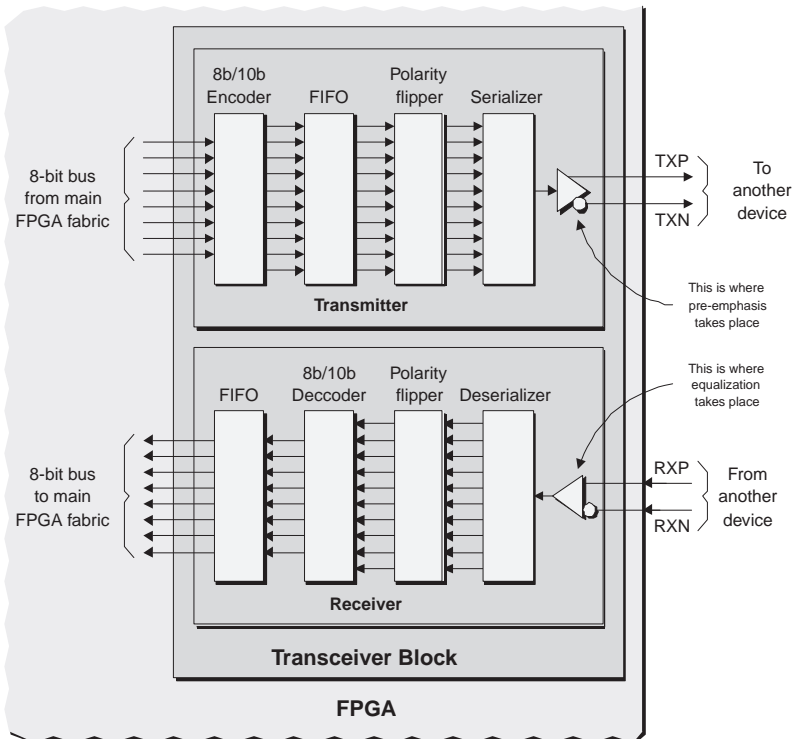 8b/10b
Encoder
FIFO
Polarity
flipper
Serializer
8-bit bus
from main
FPGA fabric
TXP
TXN
To
another
device
Transmitter
This is where
pre-emphasis
takes place
FIFO
8b/10b
Deccoder
Polarity
flipper
Deserializer
This is where
equalization
takes place
8-bit bus
to main
FPGA fabric
RXP
RXN
From
another
device
Receiver
Transceiver Block
FPGA